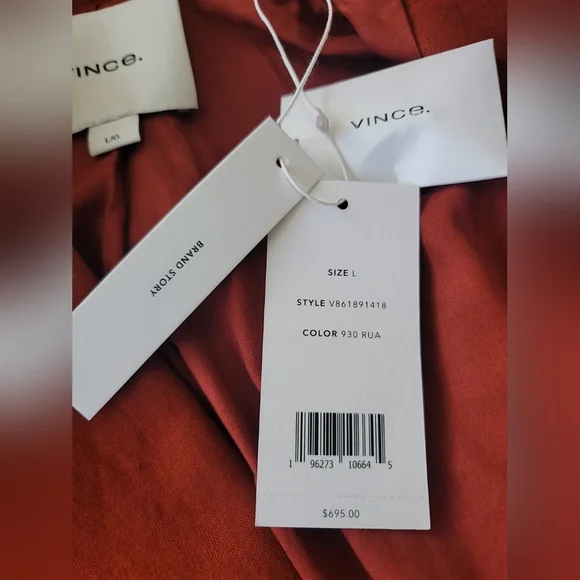 VINCE.
L/G
VINCE.
BRAND STORY
SIZE L
STYLE V861891418
COLOR 930 RUA
1 96273 10664 5
$695.00